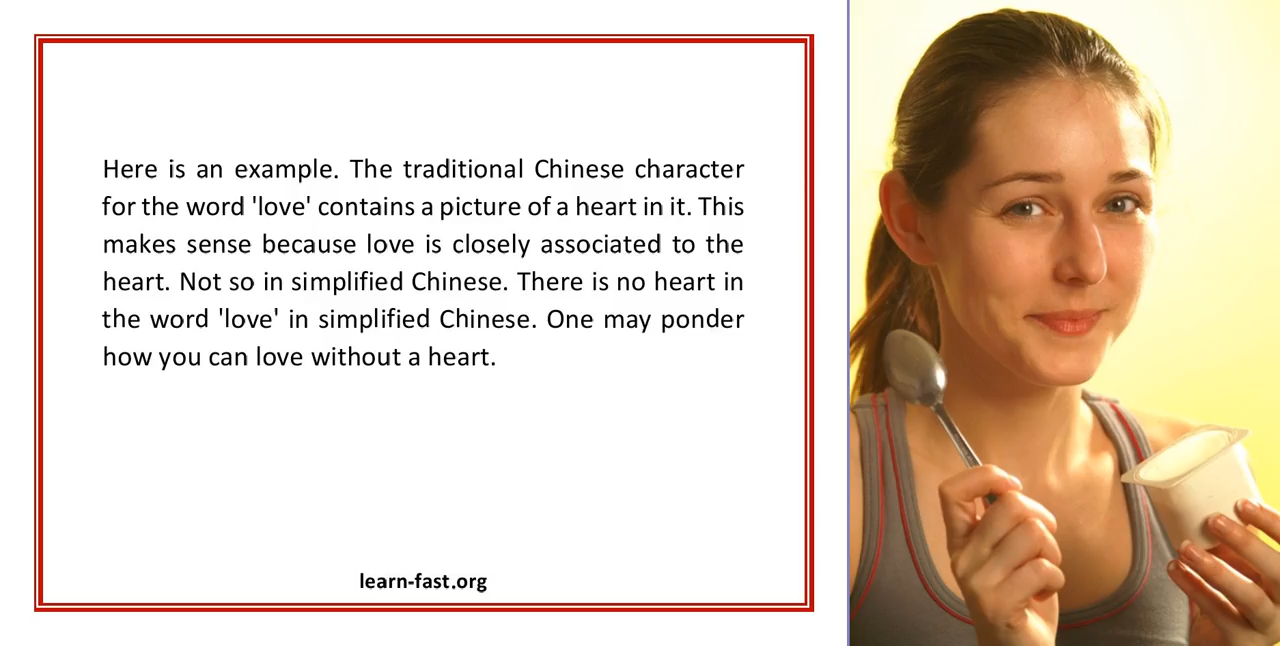 Here is an example. The traditional Chinese character
for the word 'love' contains a picture of a heart in it. This
makes sense because love is closely associated to the
heart. Not so in simplified Chinese. There is no heart in
the word 'love' in simplified Chinese. One may ponder
how you can love without a heart.
learn-fast.org